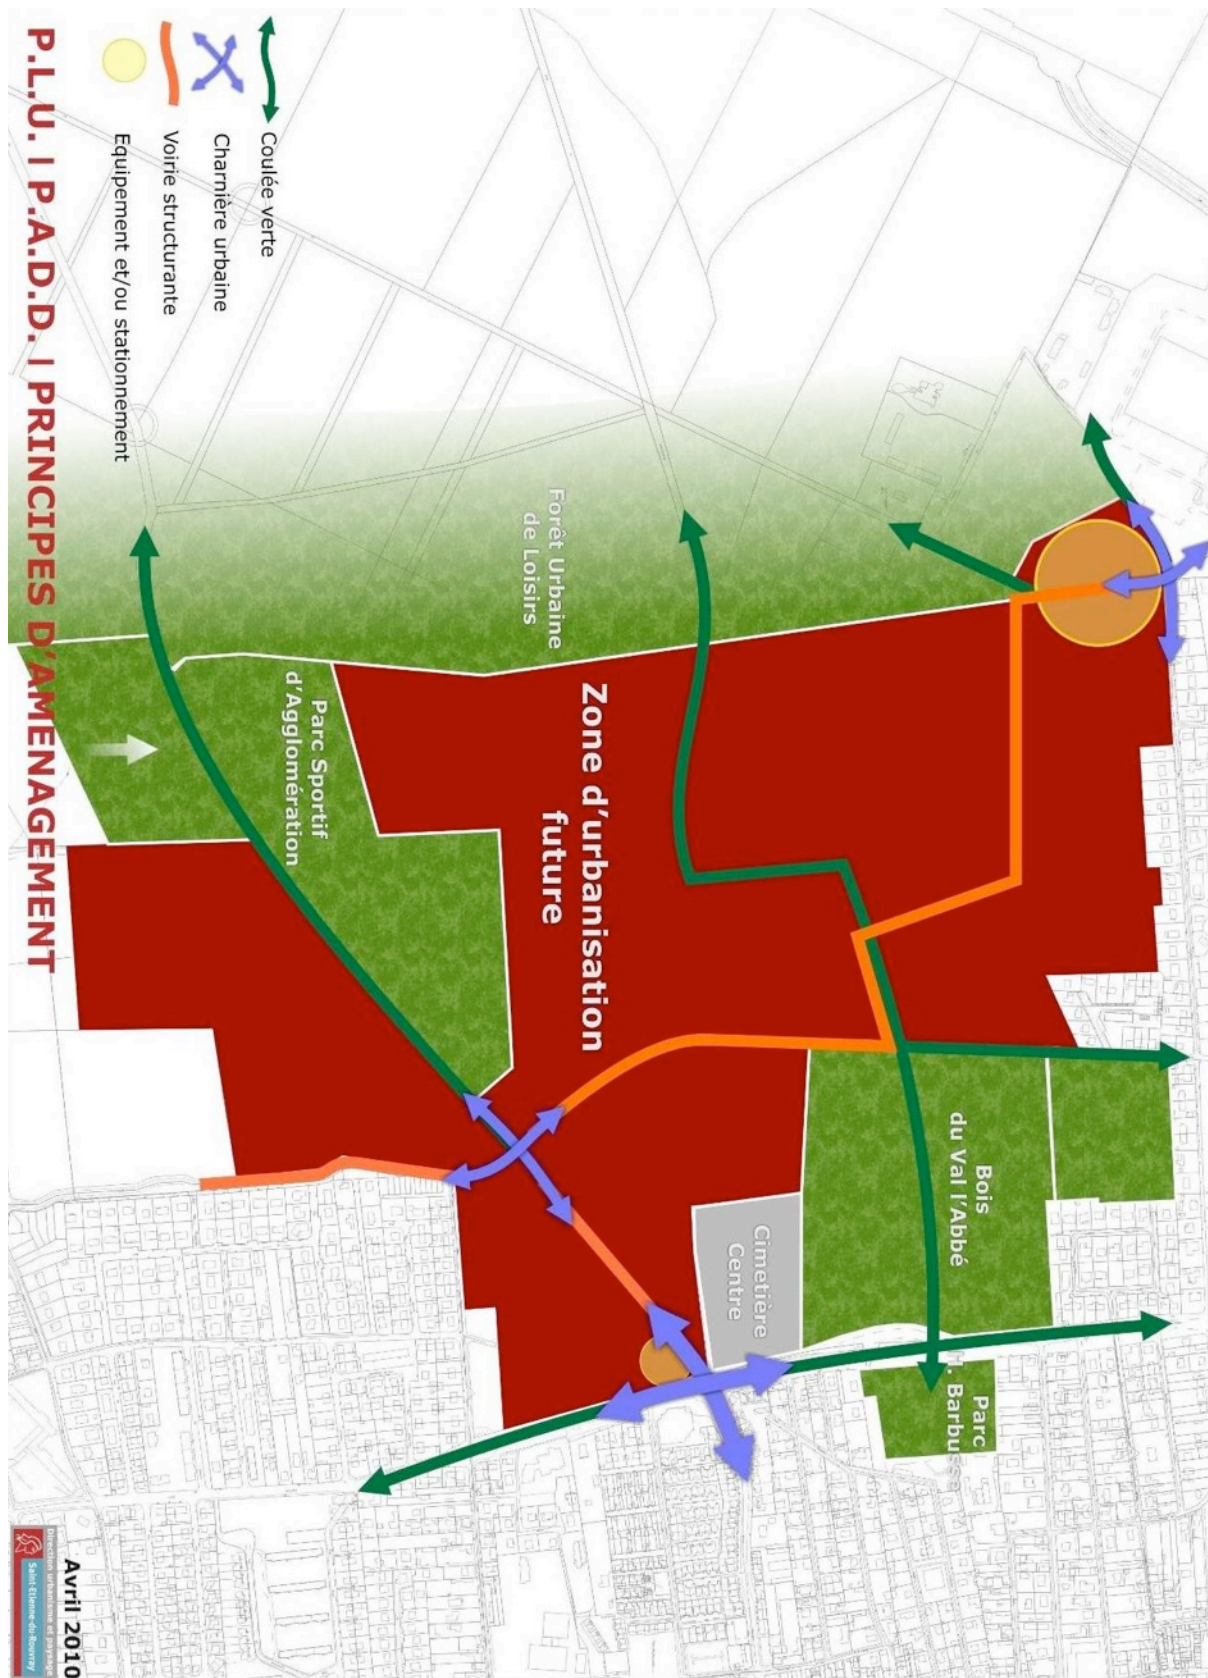 P.L.U. | P.A.D.D. | PRINCIPES D'AMENAGEMENT
Coulée verte
Charnière urbaine
Voirie structurante
Equipement et/ou stationnement
Forêt Urbaine
de Loisirs
Parc Sportif
d'Agglomération
Zone d'urbanisation
future
Bois
du Val l'Abbé
Cimetière
Centre
Parc
H. Barbusse
Avril 2010
Direction urbanisme et paysage
Saint-Etienne-du-Rouvray